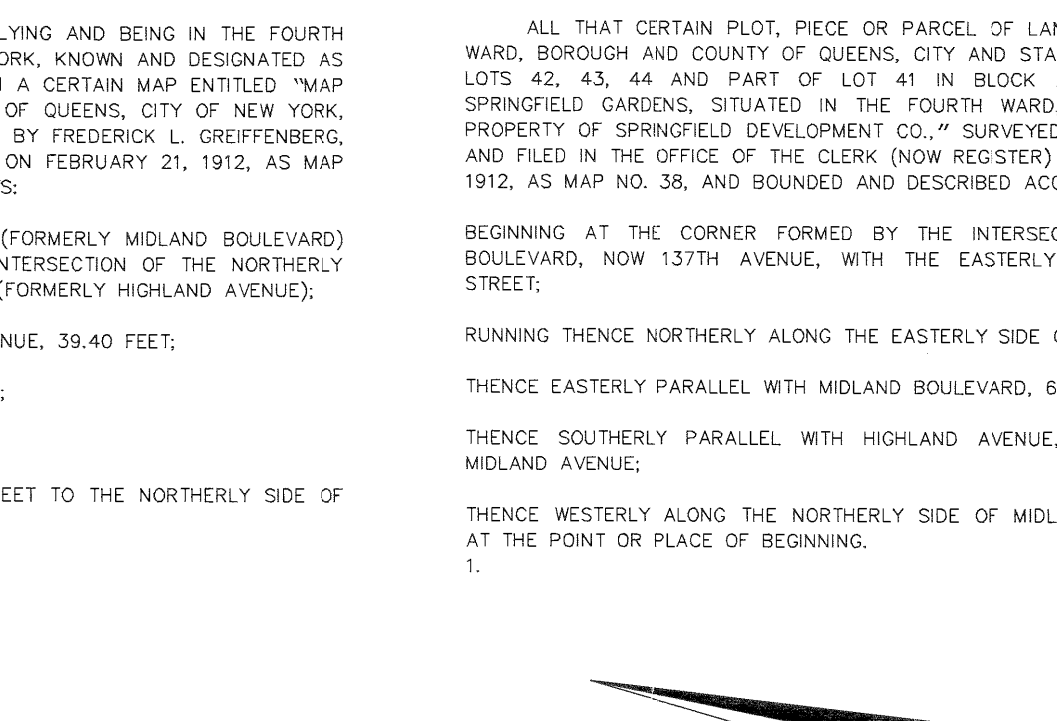 LYING AND BEING IN THE FOURTH
ORK, KNOWN AND DESIGNATED AS
A CERTAIN MAP ENTITLED "MAP
OF QUEENS, CITY OF NEW YORK,
BY FREDERICK L. GREIFFENBERG,
ON FEBRUARY 21, 1912, AS MAP
S:
(FORMERLY MIDLAND BOULEVARD)
NTERSECTION OF THE NORTHERLY
(FORMERLY HIGHLAND AVENUE);
NUE, 39.40 FEET;
;
EET TO THE NORTHERLY SIDE OF
ALL THAT CERTAIN PLOT, PIECE OR PARCEL OF LAN
WARD, BOROUGH AND COUNTY OF QUEENS, CITY AND STA
LOTS 42, 43, 44 AND PART OF LOT 41 IN BLOCK
SPRINGFIELD GARDENS, SITUATED IN THE FOURTH WARD
PROPERTY OF SPRINGFIELD DEVELOPMENT CO.," SURVEYED
AND FILED IN THE OFFICE OF THE CLERK (NOW REGISTER)
1912, AS MAP NO. 38, AND BOUNDED AND DESCRIBED ACC
BEGINNING AT THE CORNER FORMED BY THE INTERSEC
BOULEVARD, NOW 137TH AVENUE, WITH THE EASTERLY
STREET;
RUNNING THENCE NORTHERLY ALONG THE EASTERLY SIDE
THENCE EASTERLY PARALLEL WITH MIDLAND BOULEVARD, 6
THENCE SOUTHERLY PARALLEL WITH HIGHLAND AVENUE,
MIDLAND AVENUE;
THENCE WESTERLY ALONG THE NORTHERLY SIDE OF MIDL
AT THE POINT OR PLACE OF BEGINNING.
1.